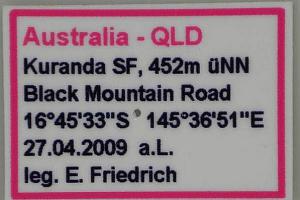 Australia - QLD
Kuranda SF, 452m üNN
Black Mountain Road
16°45'33"S 145°36'51"E
27.04.2009 a.L.
leg. E. Friedrich